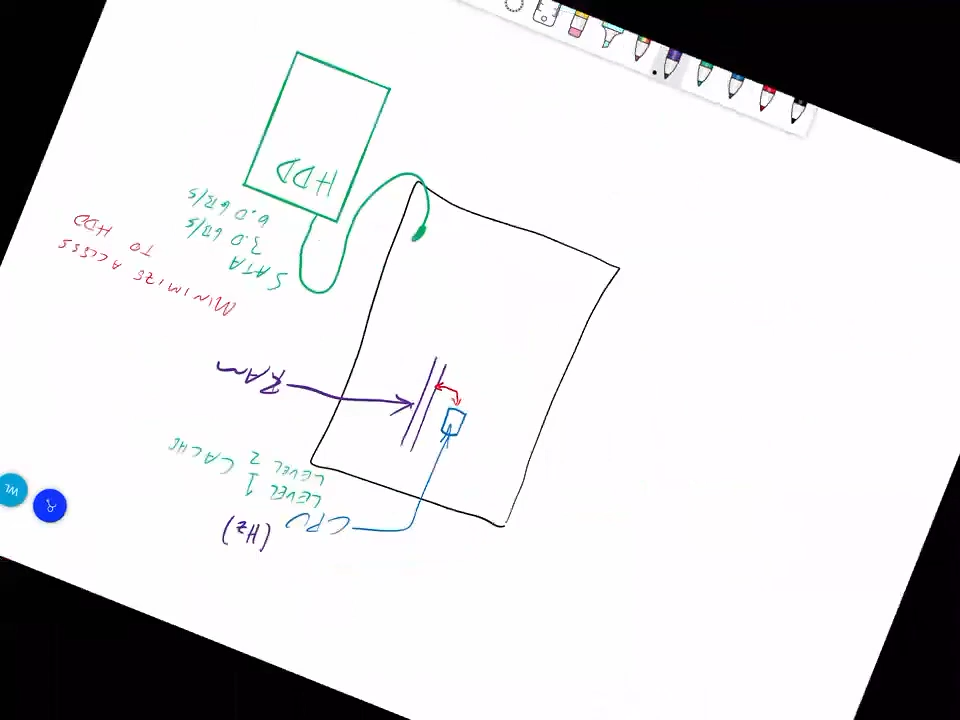 CPU (Hz)
LEVEL 1
LEVEL 2 CACHE
RAM
MINIMIZE ACCESS
TO HDD
SATA
3.0 GB/s
6.0 GB/s
HDD
WL